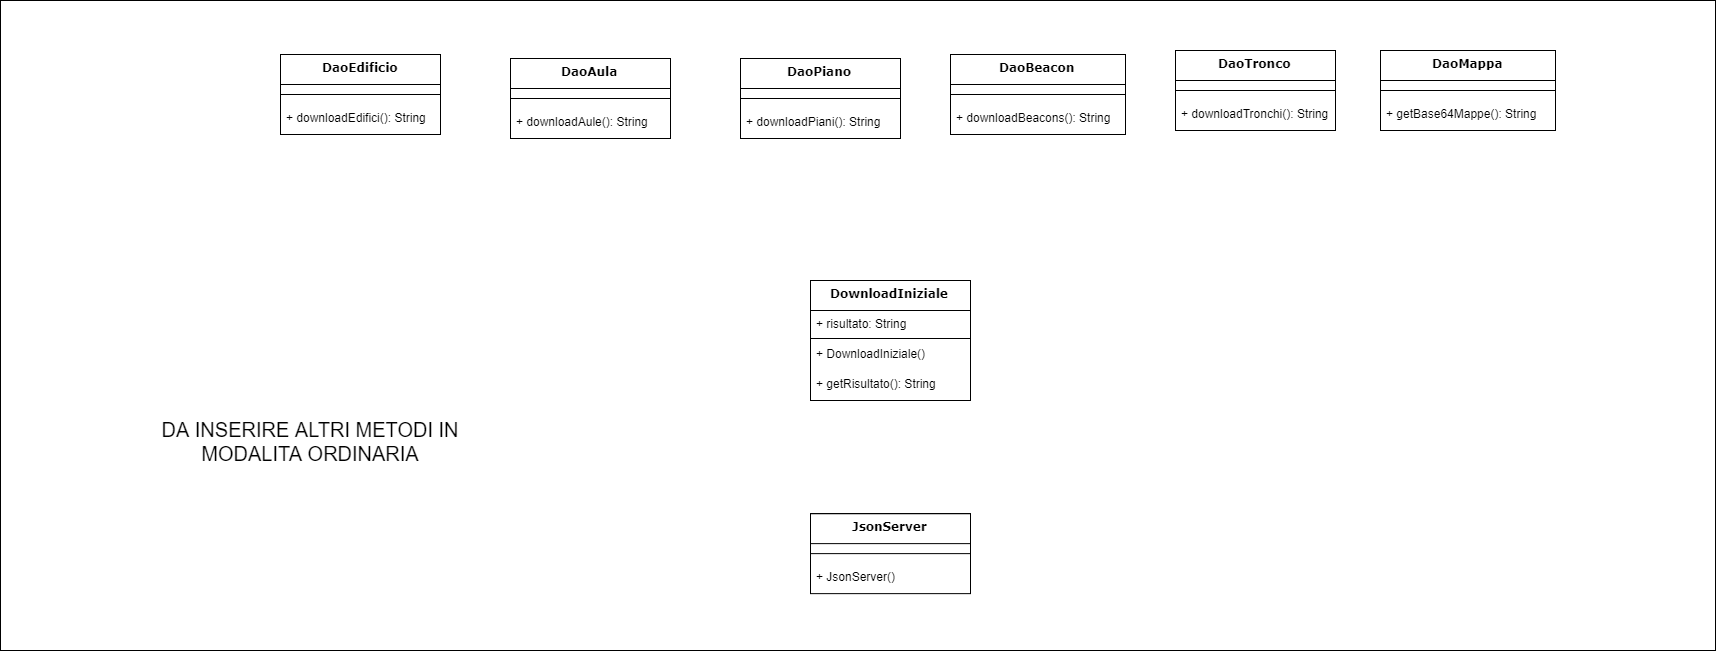 DaoEdificio
+ downloadEdifici(): String
DaoAula
+ downloadAule(): String
DaoPiano
+ downloadPiani(): String
DaoBeacon
+ downloadBeacons(): String
DaoTronco
+ downloadTronchi(): String
DaoMappa
+ getBase64Mappe(): String
DownloadIniziale
+ risultato: String
+ DownloadIniziale()
+ getRisultato(): String
DA INSERIRE ALTRI METODI IN
MODALITA ORDINARIA
JsonServer
+ JsonServer()